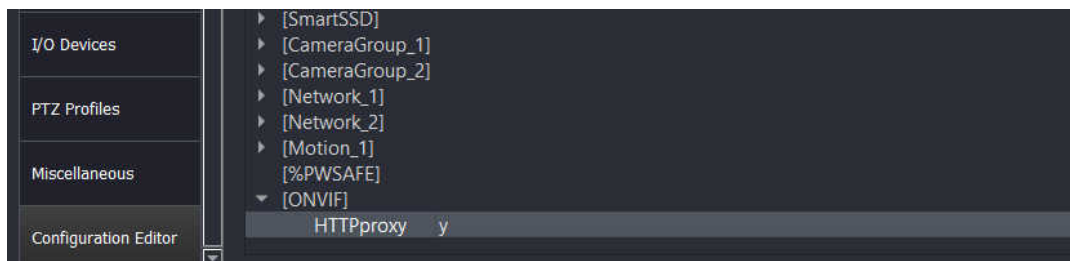 I/O Devices
PTZ Profiles
Miscellaneous
Configuration Editor
[SmartSSD]
[CameraGroup_1]
[CameraGroup_2]
[Network_1]
[Network_2]
[Motion_1]
[%PWSAFE]
[ONVIF]
HTTPproxy y